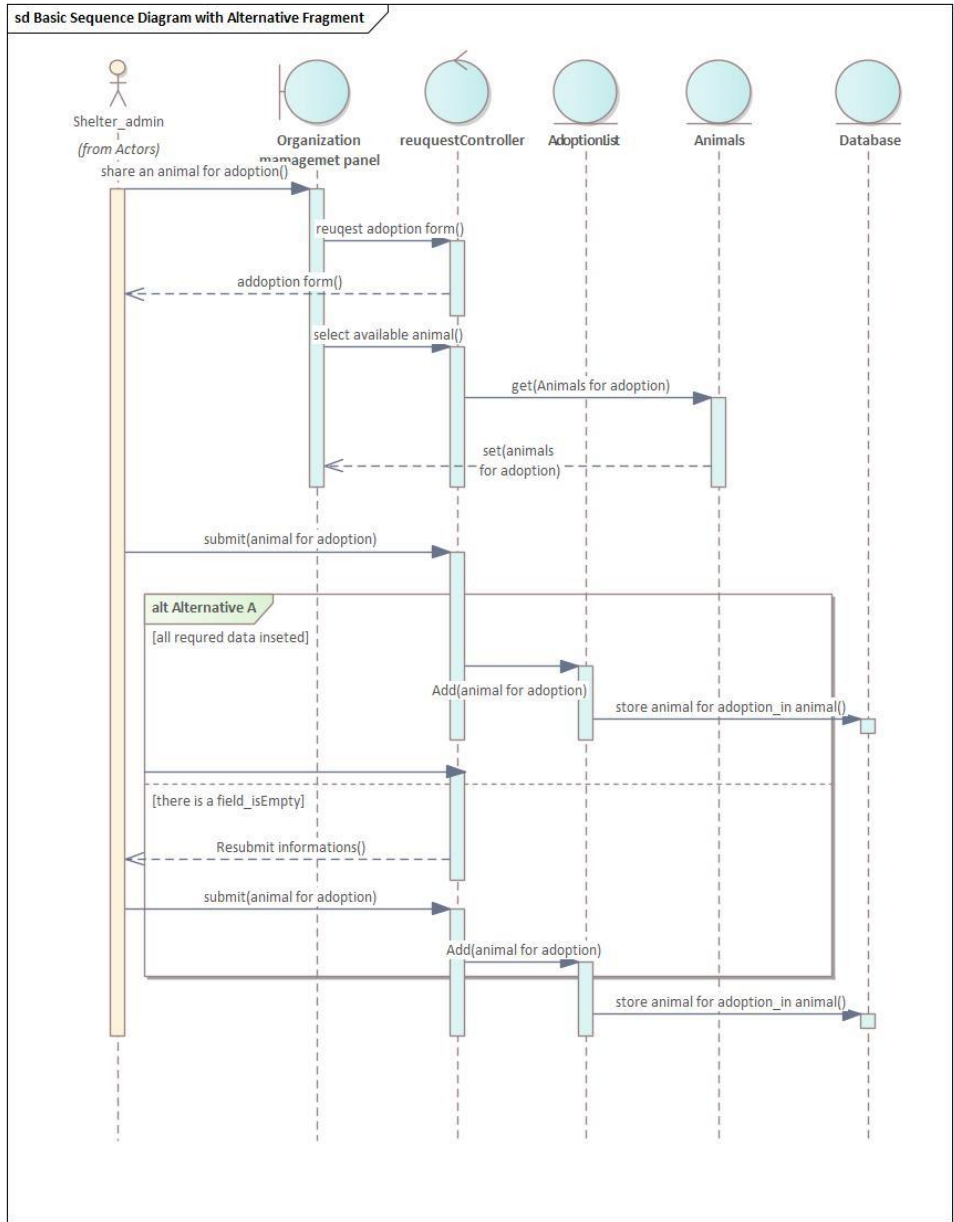 sd Basic Sequence Diagram with Alternative Fragment
Shelter_admin
(from Actors)
Organization
mamagemet panel
reuquestController
AdoptionList
Animals
Database
share an animal for adoption()
reuqest adoption form()
addoption form()
select available animal()
get(Animals for adoption)
set(animals
for adoption)
submit(animal for adoption)
alt Alternative A
[all requred data inseted]
Add(animal for adoption)
store animal for adoption_in animal()
[there is a field_isEmpty]
Resubmit informations()
submit(animal for adoption)
Add(animal for adoption)
store animal for adoption_in animal()